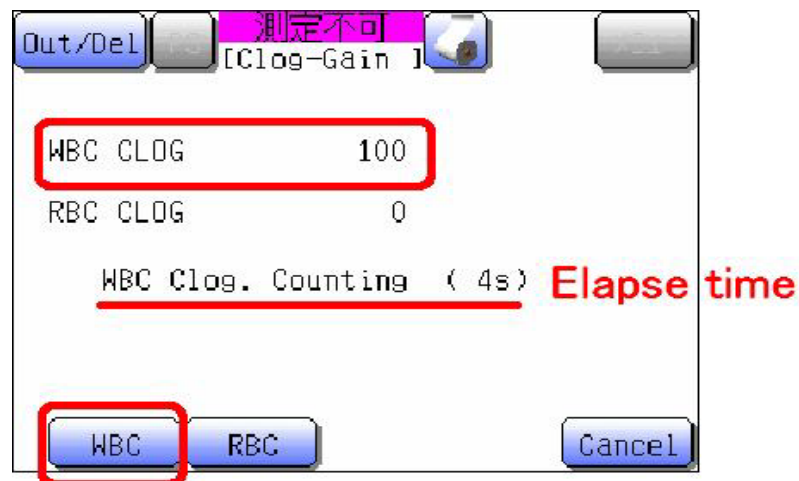 Out/Del 測定不可
[Clog-Gain ]
WBC CLOG 100
RBC CLOG 0
WBC Clog. Counting ( 4s) Elapse time
WBC RBC Cancel